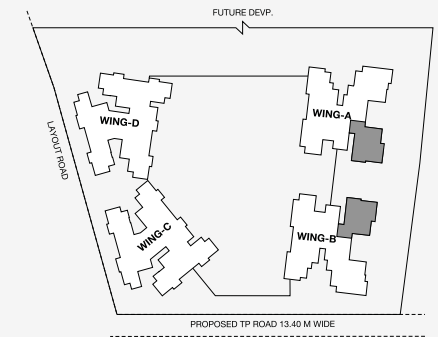 FUTURE DEVP.
WING-A
WING-D
LAYOUT ROAD
WING-C
WING-B
PROPOSED TP ROAD 13.40 M WIDE